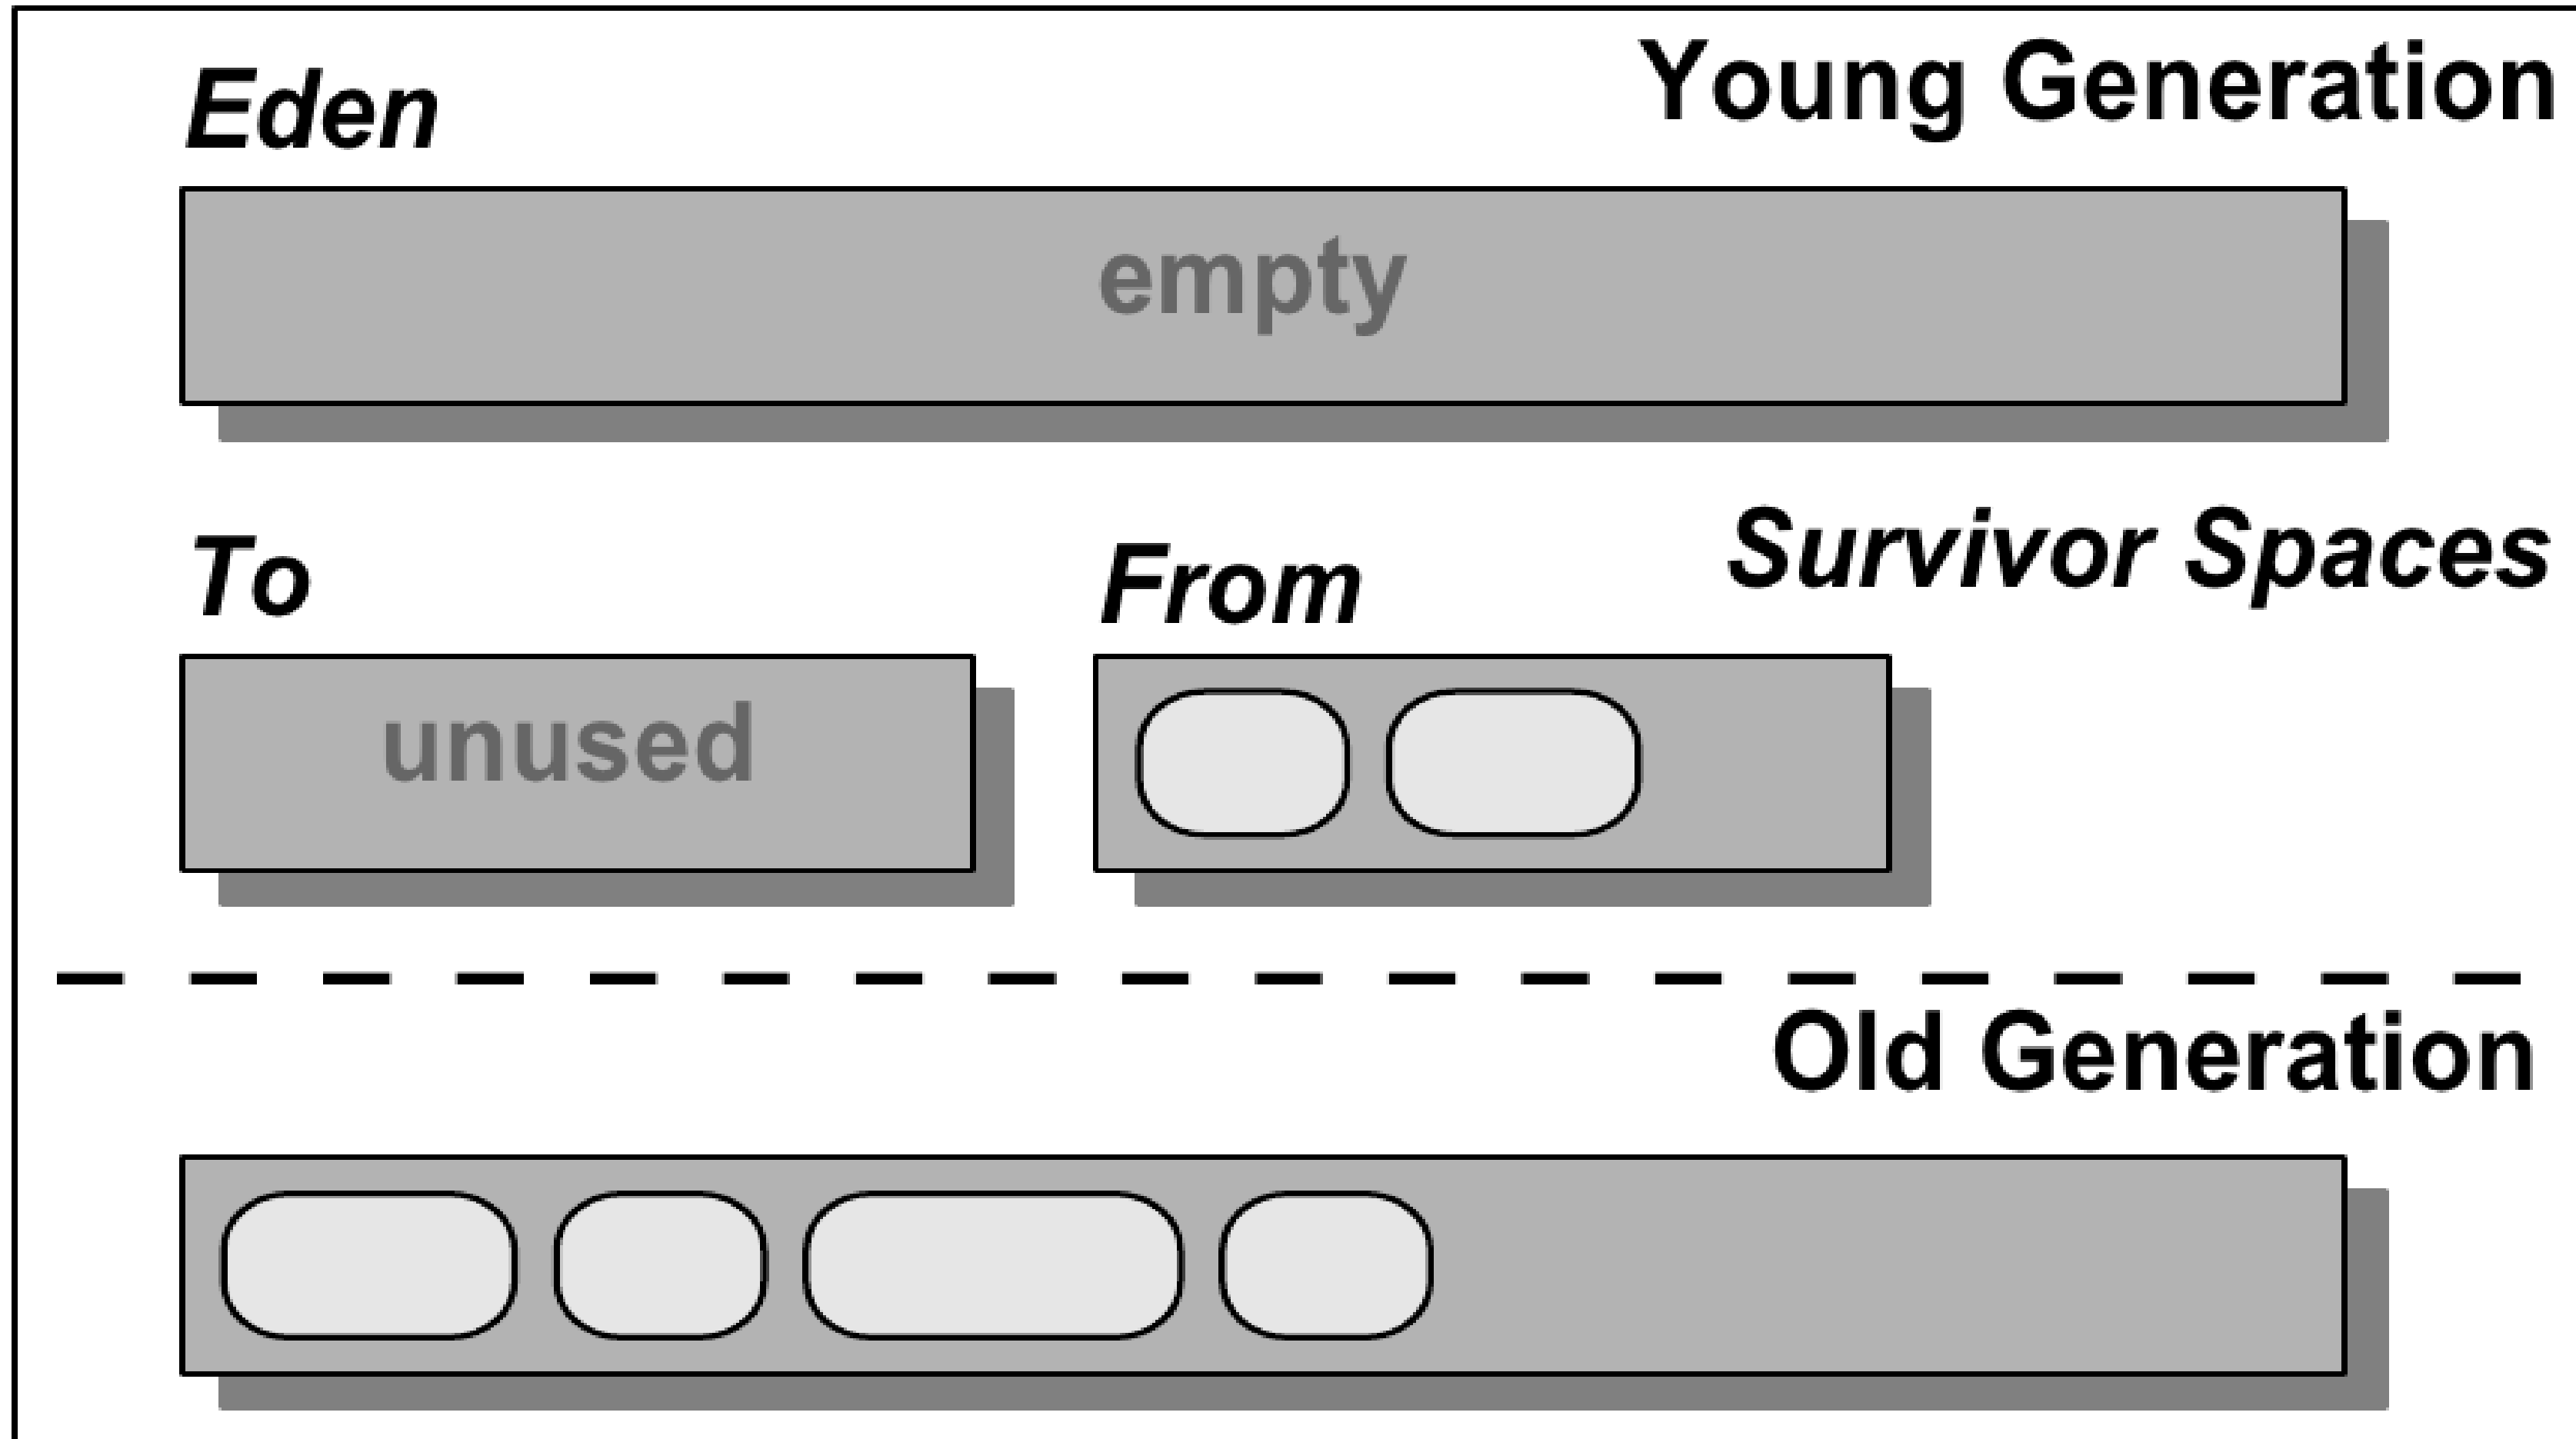 Young Generation
Eden
empty
Survivor Spaces
To
From
unused
Old Generation